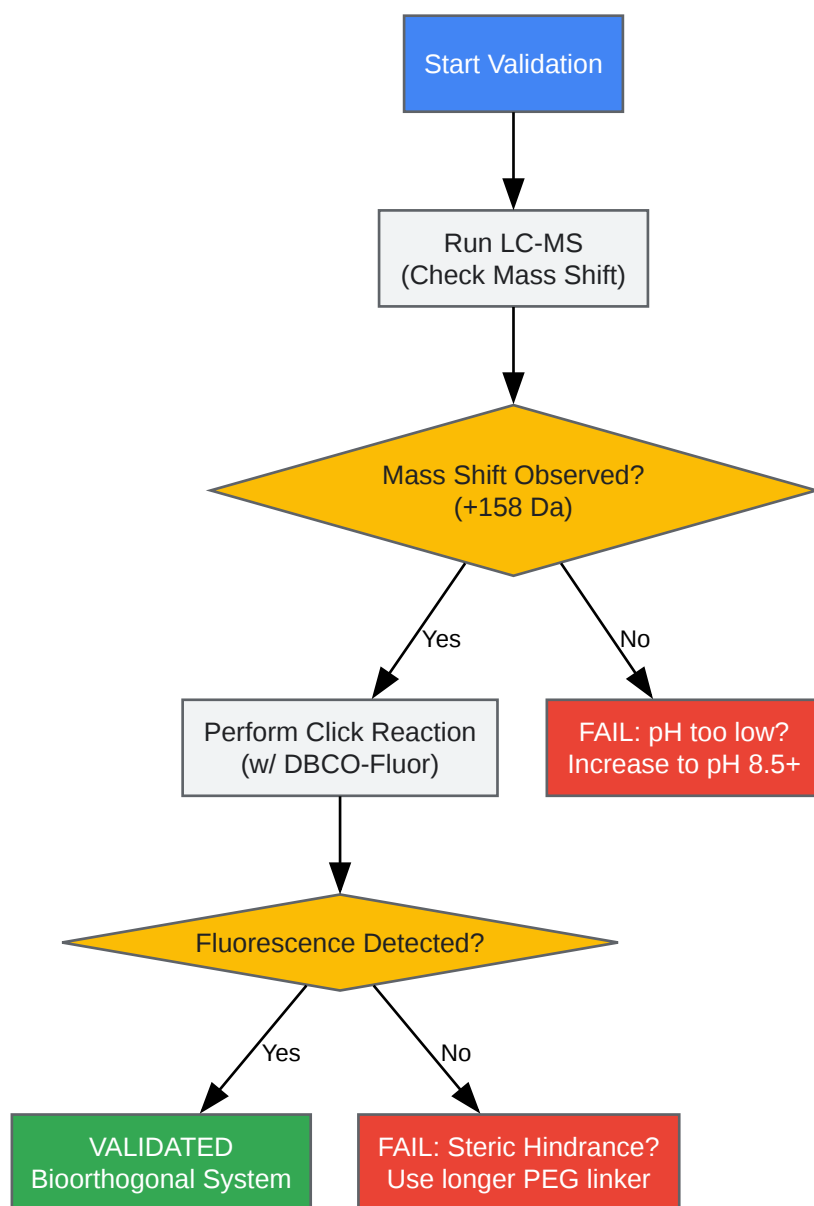 Start Validation
Run LC-MS
(Check Mass Shift)
Mass Shift Observed?
(+158 Da)
Yes
No
Perform Click Reaction
(w/ DBCO-Fluor)
FAIL: pH too low?
Increase to pH 8.5+
Fluorescence Detected?
Yes
No
VALIDATED
Bioorthogonal System
FAIL: Steric Hindrance?
Use longer PEG linker